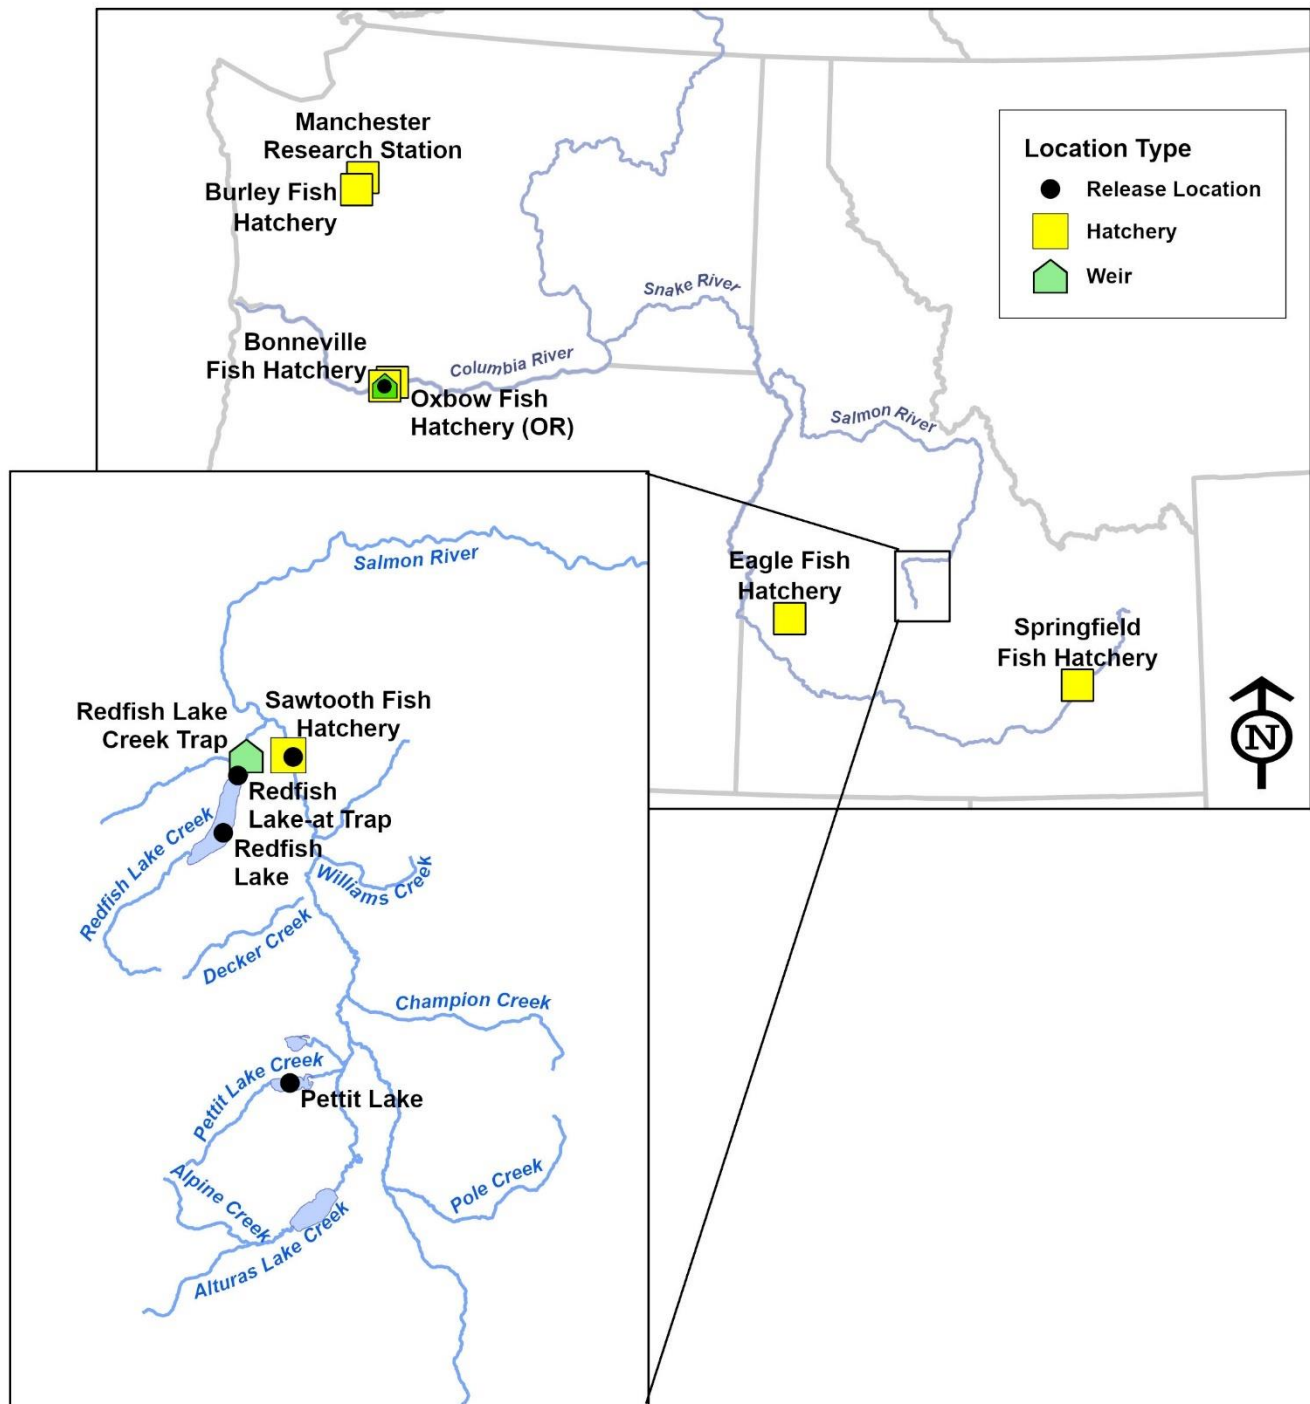 Manchester
Research Station
Burley Fish
Hatchery
Location Type
Release Location
Hatchery
Weir
Snake River
Bonneville
Fish Hatchery
Columbia River
Oxbow Fish
Hatchery (OR)
Salmon River
Eagle Fish
Hatchery
Springfield
Fish Hatchery
N
Salmon River
Redfish Lake
Creek Trap
Sawtooth Fish
Hatchery
Redfish
Lake-at Trap
Redfish
Lake
Redfish Lake Creek
Williams Creek
Decker Creek
Champion Creek
Pettit Lake Creek
Pettit Lake
Alpine Creek
Pole Creek
Alturas Lake Creek